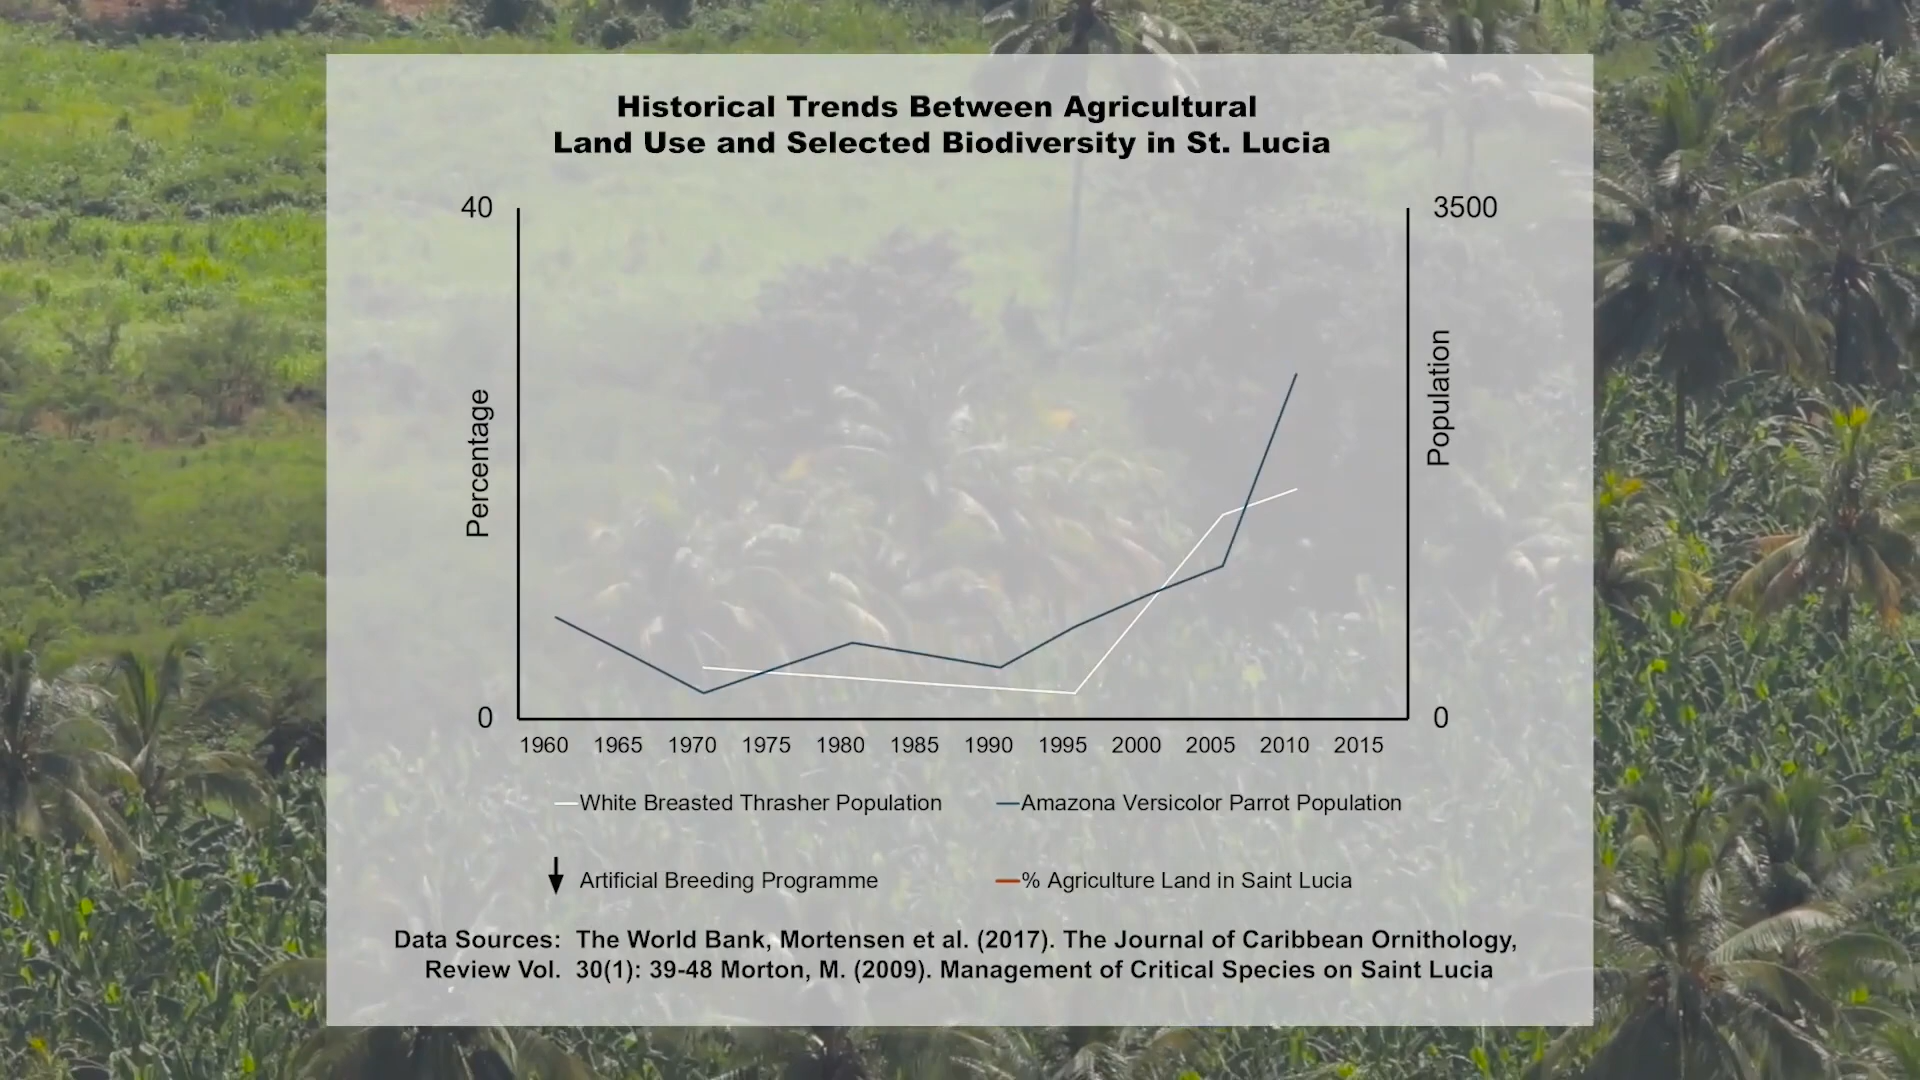 Historical Trends Between Agricultural
Land Use and Selected Biodiversity in St. Lucia
40
3500
Percentage
Population
0
0
1960 1965 1970 1975 1980 1985 1990 1995 2000 2005 2010 2015
White Breasted Thrasher Population
Amazona Versicolor Parrot Population
Artificial Breeding Programme
% Agriculture Land in Saint Lucia
Data Sources: The World Bank, Mortensen et al. (2017). The Journal of Caribbean Ornithology,
Review Vol. 30(1): 39-48 Morton, M. (2009). Management of Critical Species on Saint Lucia